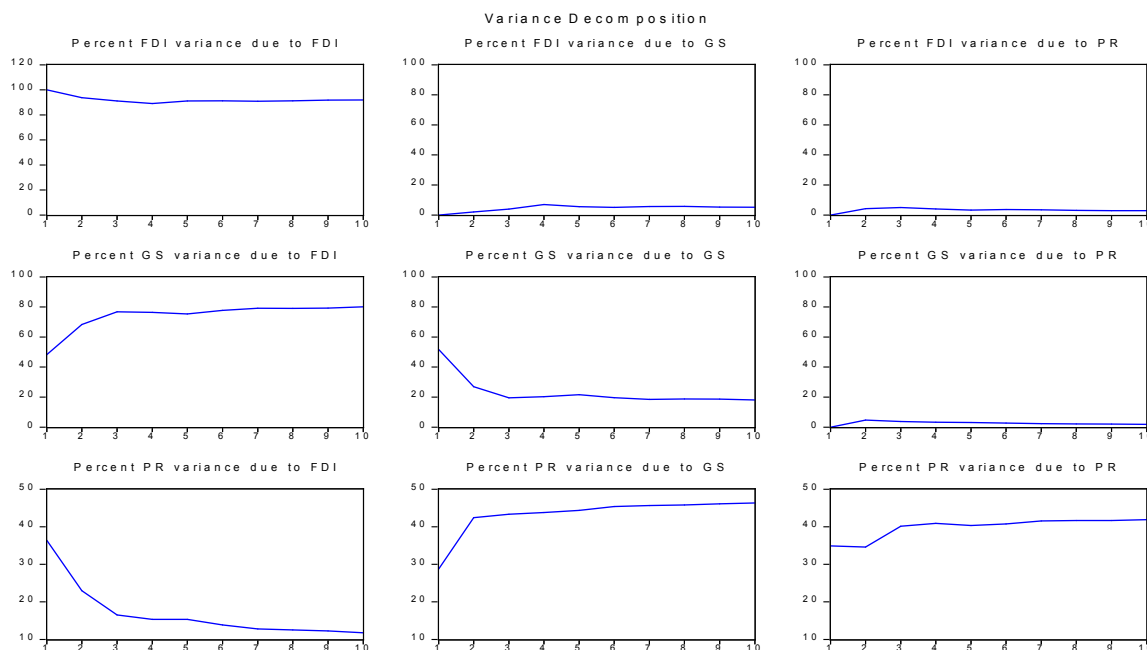 Variance Decomposition
Percent FDI variance due to FDI
120
100
80
60
40
20
0
1 2 3 4 5 6 7 8 9 10
Percent FDI variance due to GS
100
80
60
40
20
0
1 2 3 4 5 6 7 8 9 10
Percent FDI variance due to PR
100
80
60
40
20
0
1 2 3 4 5 6 7 8 9 1
Percent GS variance due to FDI
100
80
60
40
20
0
1 2 3 4 5 6 7 8 9 10
Percent GS variance due to GS
100
80
60
40
20
0
1 2 3 4 5 6 7 8 9 10
Percent GS variance due to PR
100
80
60
40
20
0
1 2 3 4 5 6 7 8 9 1
Percent PR variance due to FDI
50
40
30
20
10
1 2 3 4 5 6 7 8 9 10
Percent PR variance due to GS
50
40
30
20
10
1 2 3 4 5 6 7 8 9 10
Percent PR variance due to PR
50
40
30
20
10
1 2 3 4 5 6 7 8 9 1